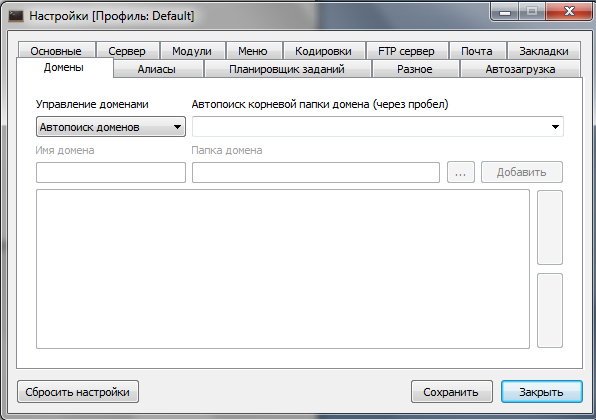 Настройки [Профиль: Default]
Основные Сервер Модули Меню Кодировки FTP сервер Почта Закладки
Домены Алиасы Планировщик заданий Разное Автозагрузка
Управление доменами Автопоиск корневой папки домена (через пробел)
Автопоиск доменов
Имя домена Папка домена
... Добавить
Сбросить настройки Сохранить Закрыть